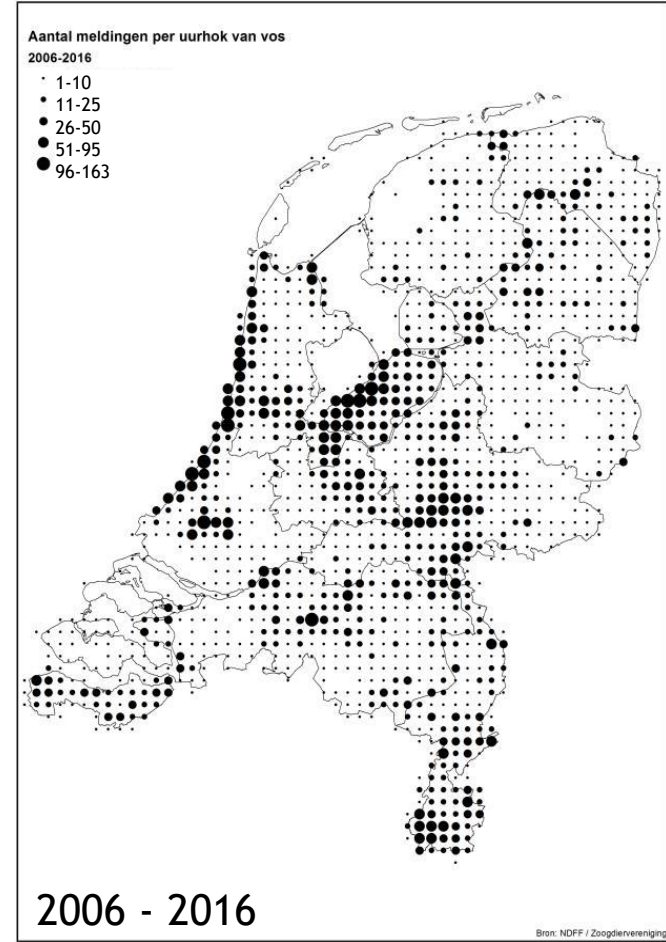 Aantal meldingen per uurhok van vos
2006-2016
1-10
11-25
26-50
51-95
96-163
2006 - 2016
Bron: NDFF / Zoogdiervereniging